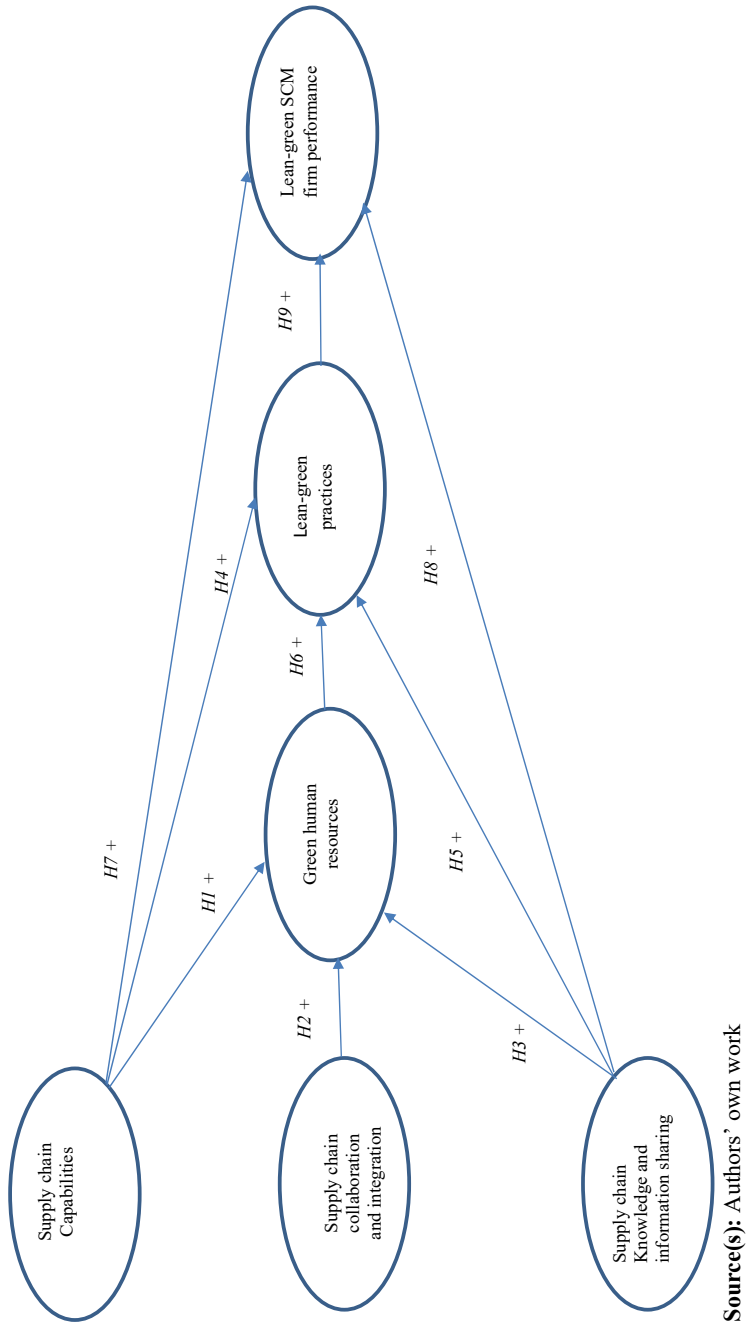 Supply chain
Capabilities
Supply chain
collaboration
and integration
Supply chain
Knowledge and
information sharing
Green human
resources
Lean-green
practices
Lean-green SCM
firm performance
H7 +
H4 +
H1 +
H2 +
H3 +
H6 +
H5 +
H8 +
H9 +
Source(s): Authors' own work